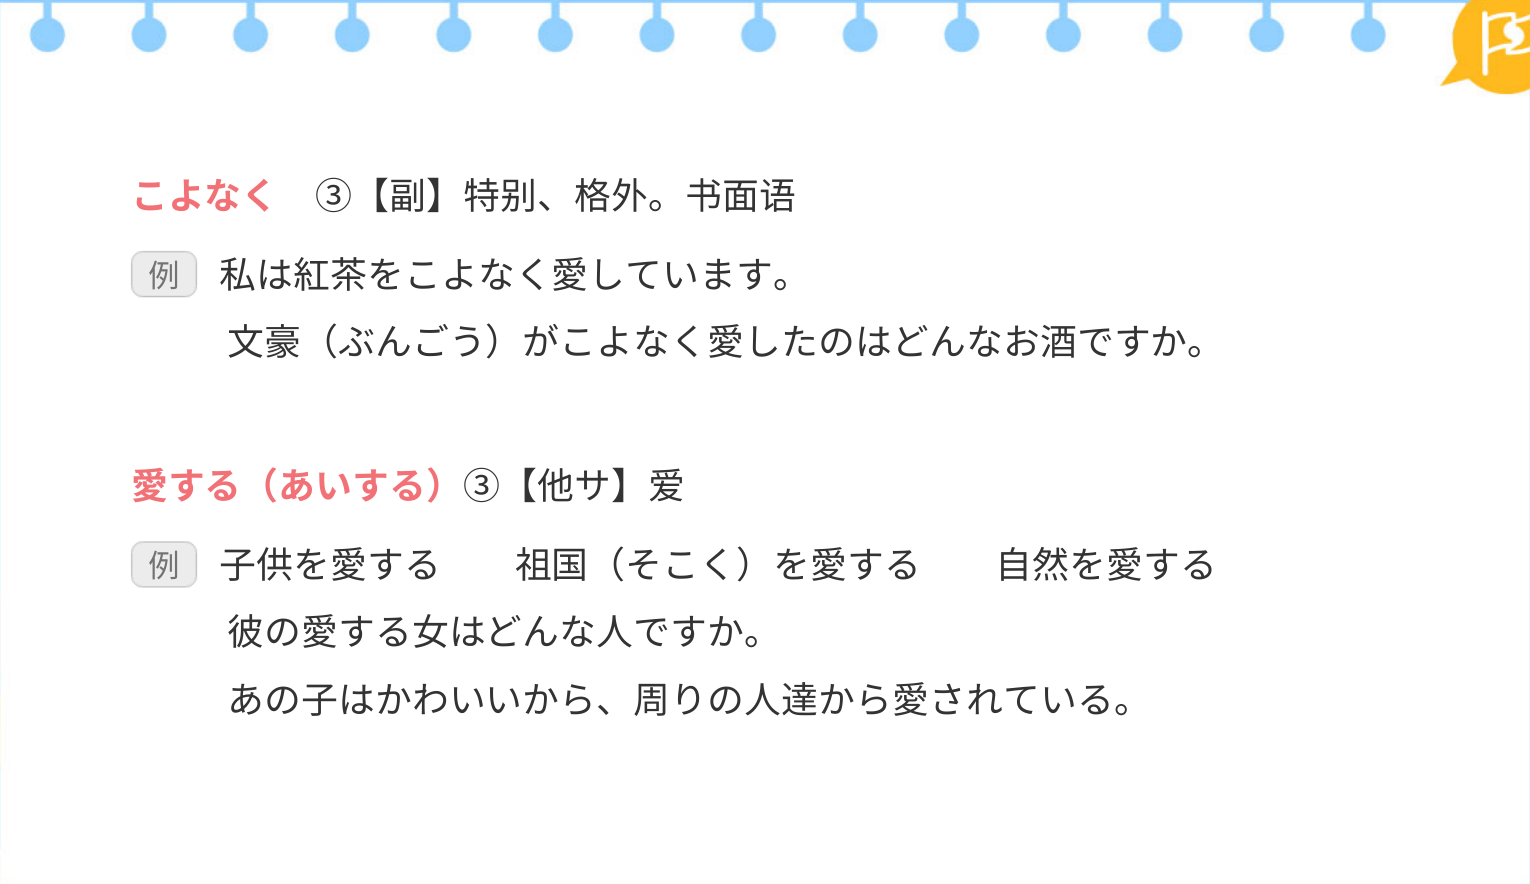 こよなく　③【副】特别、格外。书面语
例 私は紅茶をこよなく愛しています。
文豪（ぶんごう）がこよなく愛したのはどんなお酒ですか。
愛する（あいする）③【他サ】爱
例 子供を愛する　　祖国（そこく）を愛する　　自然を愛する
彼の愛する女はどんな人ですか。
あの子はかわいいから、周りの人達から愛されている。